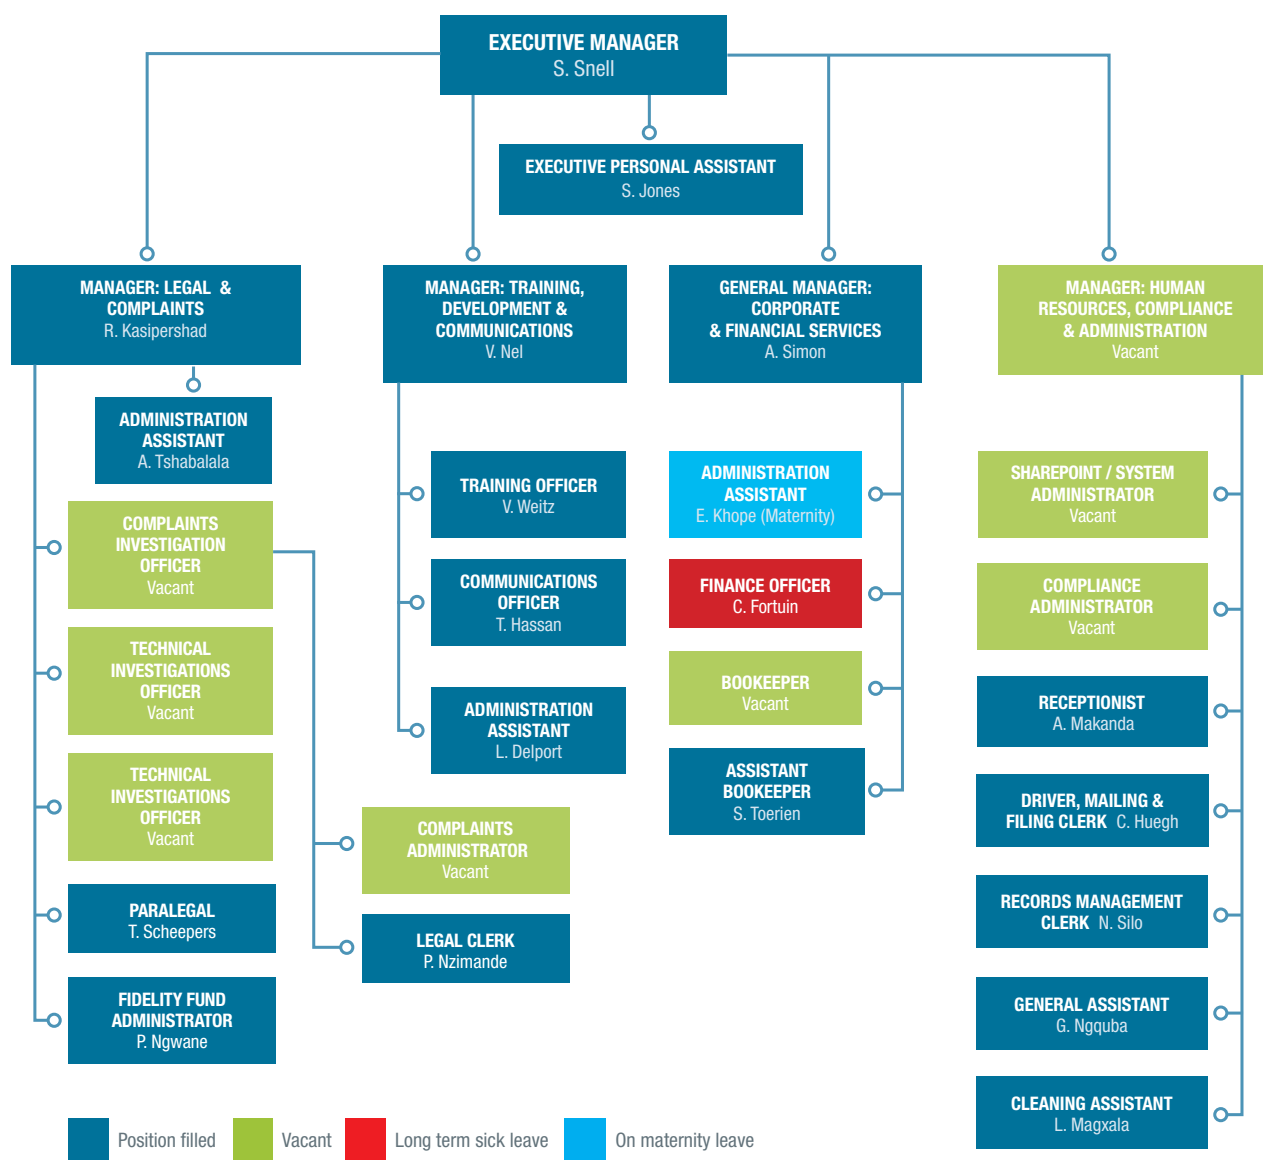 EXECUTIVE MANAGER
S. Snell
EXECUTIVE PERSONAL ASSISTANT
S. Jones
MANAGER: LEGAL &
COMPLAINTS
R. Kasipershad
MANAGER: TRAINING,
DEVELOPMENT &
COMMUNICATIONS
V. Nel
GENERAL MANAGER:
CORPORATE
& FINANCIAL SERVICES
A. Simon
MANAGER: HUMAN
RESOURCES, COMPLIANCE
& ADMINISTRATION
Vacant
ADMINISTRATION
ASSISTANT
A. Tshabalala
COMPLAINTS
INVESTIGATION
OFFICER
Vacant
TECHNICAL
INVESTIGATIONS
OFFICER
Vacant
TECHNICAL
INVESTIGATIONS
OFFICER
Vacant
PARALEGAL
T. Scheepers
FIDELITY FUND
ADMINISTRATOR
P. Ngwane
COMPLAINTS
ADMINISTRATOR
Vacant
LEGAL CLERK
P. Nzimande
TRAINING OFFICER
V. Weitz
COMMUNICATIONS
OFFICER
T. Hassan
ADMINISTRATION
ASSISTANT
L. Delport
ADMINISTRATION
ASSISTANT
E. Khope (Maternity)
FINANCE OFFICER
C. Fortuin
BOOKEEPER
Vacant
ASSISTANT
BOOKEEPER
S. Toerien
SHAREPOINT / SYSTEM
ADMINISTRATOR
Vacant
COMPLIANCE
ADMINISTRATOR
Vacant
RECEPTIONIST
A. Makanda
DRIVER, MAILING &
FILING CLERK C. Huegh
RECORDS MANAGEMENT
CLERK N. Silo
GENERAL ASSISTANT
G. Ngquba
CLEANING ASSISTANT
L. Magxala
Position filled
Vacant
Long term sick leave
On maternity leave